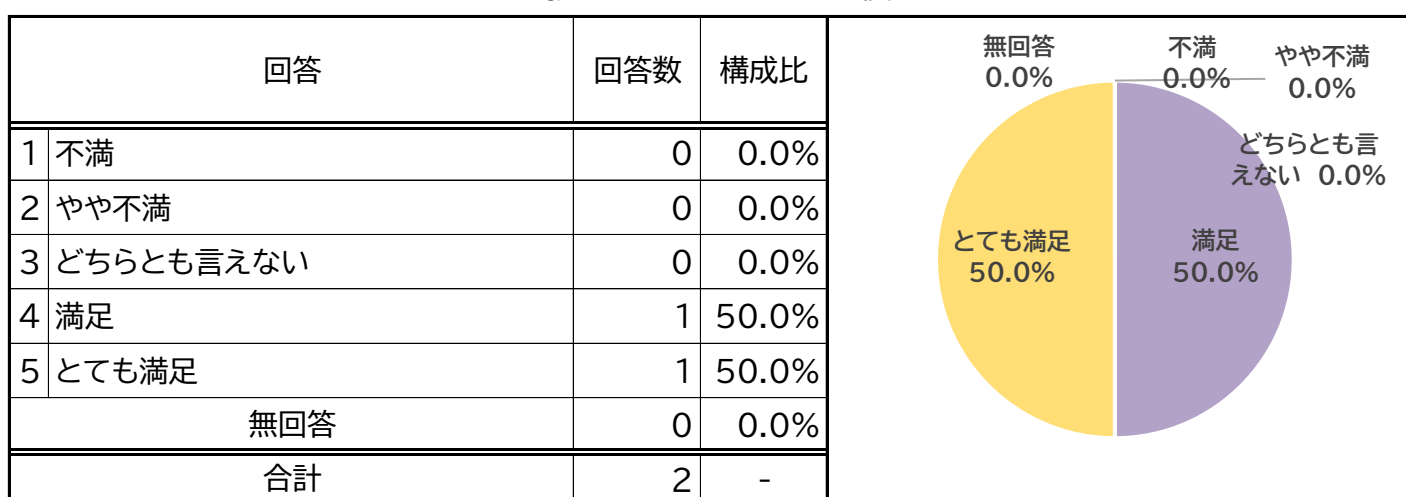 回答 回答数 構成比
1 不満 0 0.0%
2 やや不満 0 0.0%
3 どちらとも言えない 0 0.0%
4 満足 1 50.0%
5 とても満足 1 50.0%
無回答 0 0.0%
合計 2 -
無回答
0.0%
不満
0.0%
やや不満
0.0%
どちらとも言
えない 0.0%
とても満足
50.0%
満足
50.0%